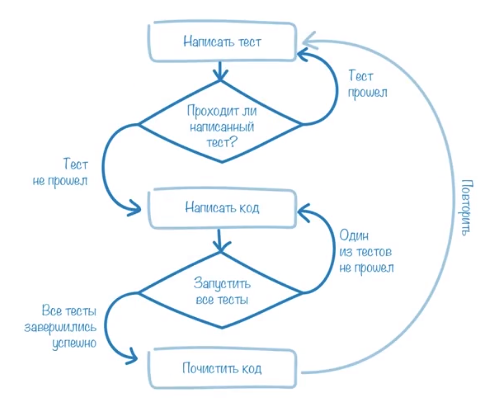 Написать тест
Тест
прошел
Проходит ли
написанный
тест?
Тест
не прошел
Повторить
Написать код
Один
из тестов
не прошел
Запустить
все тесты
Все тесты
завершились
успешно
Почистить код